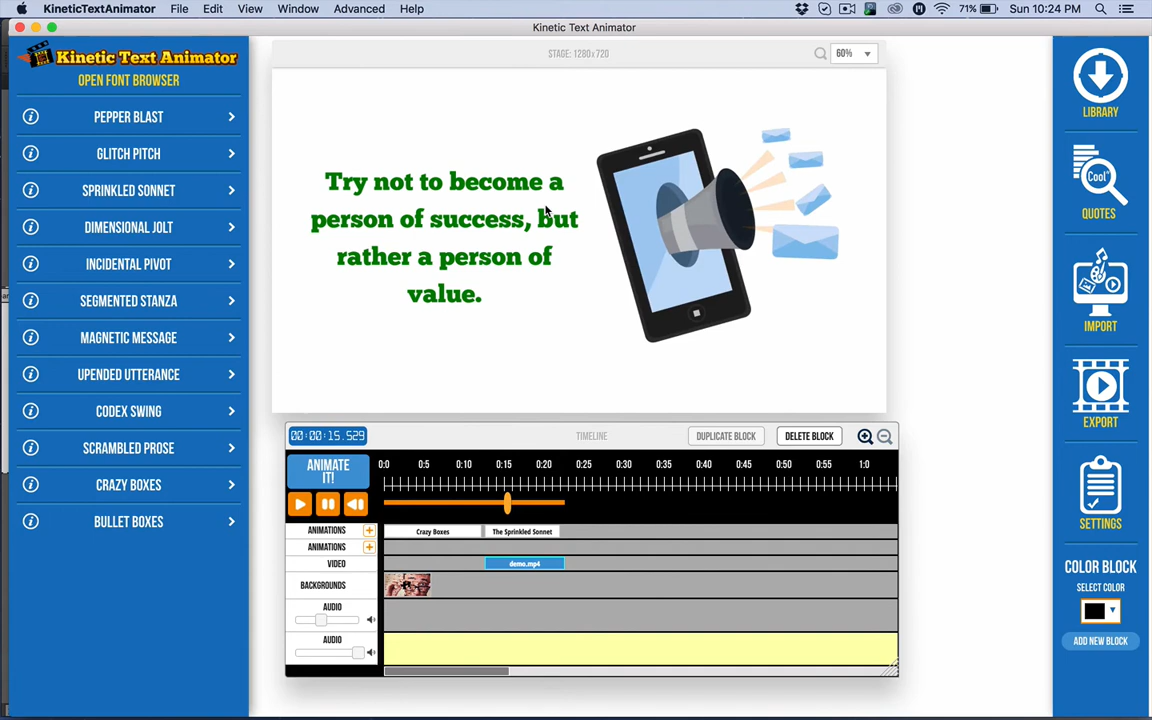 KineticTextAnimator File Edit View Window Advanced Help
71% Sun 10:24 PM
Kinetic Text Animator
Kinetic Text Animator
OPEN FONT BROWSER
PEPPER BLAST
GLITCH PITCH
SPRINKLED SONNET
DIMENSIONAL JOLT
INCIDENTAL PIVOT
SEGMENTED STANZA
MAGNETIC MESSAGE
UPENDED UTTERANCE
CODEX SWING
SCRAMBLED PROSE
CRAZY BOXES
BULLET BOXES
STAGE: 1280x720
60%
Try not to become a
person of success, but
rather a person of
value.
00:00:15.529
TIMELINE
DUPLICATE BLOCK
DELETE BLOCK
ANIMATE
IT!
0:0 0:5 0:10 0:15 0:20 0:25 0:30 0:35 0:40 0:45 0:50 0:55 1:0
ANIMATIONS +
Crazy Boxes
The Sprinkled Sonnet
ANIMATIONS +
VIDEO
demo.mp4
BACKGROUNDS
AUDIO
AUDIO
LIBRARY
Cool"
QUOTES
IMPORT
EXPORT
SETTINGS
COLOR BLOCK
SELECT COLOR
ADD NEW BLOCK